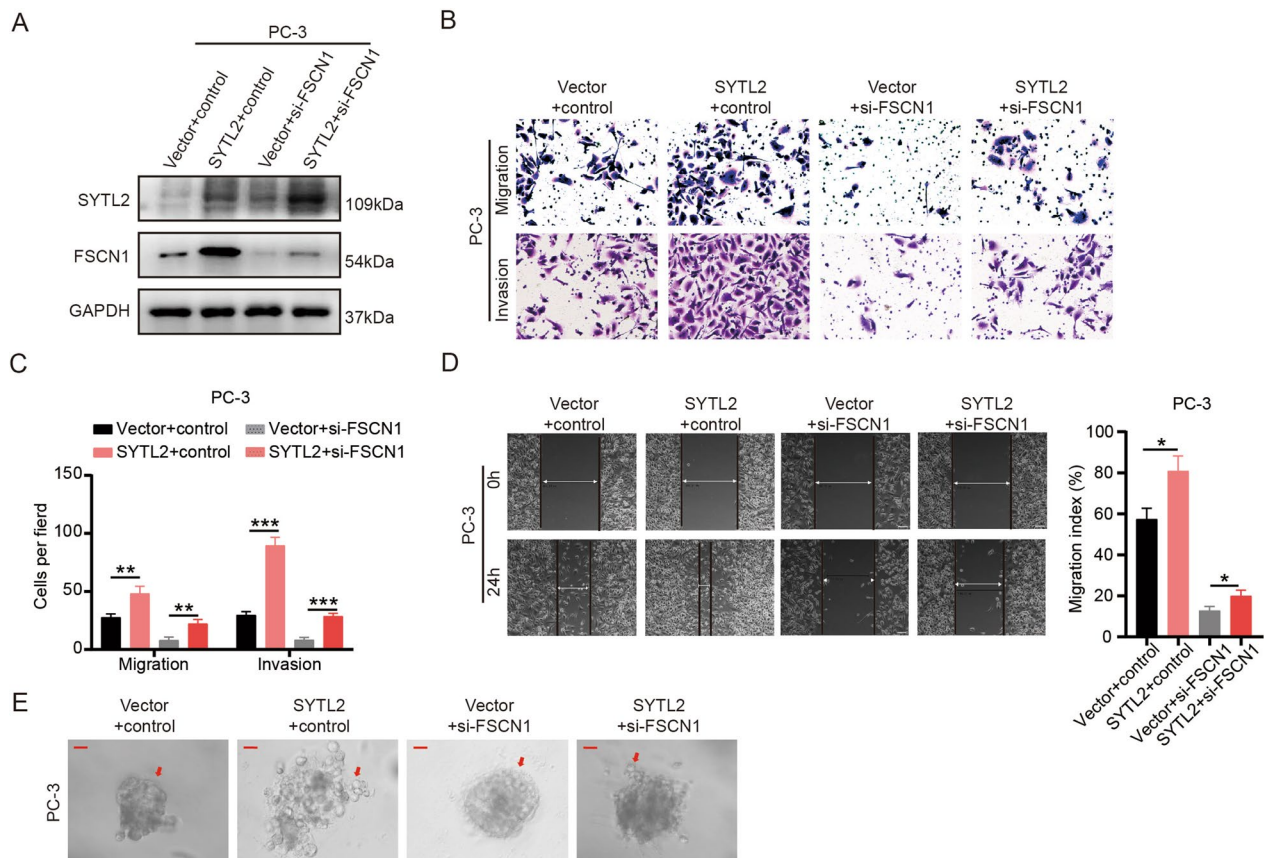 A
PC-3
Vector+control
SYTL2+control
Vector+si-FSCN1
SYTL2+si-FSCN1
SYTL2
109kDa
FSCN1
54kDa
GAPDH
37kDa
B
Vector
+control
SYTL2
+control
Vector
+si-FSCN1
SYTL2
+si-FSCN1
PC-3
Migration
Invasion
C
PC-3
Vector+control
Vector+si-FSCN1
SYTL2+control
SYTL2+si-FSCN1
Cells per fierd
150
100
50
0
**
**
***
***
Migration
Invasion
D
Vector
+control
SYTL2
+control
Vector
+si-FSCN1
SYTL2
+si-FSCN1
PC-3
0h
24h
PC-3
Migration index (%)
100
80
60
40
20
0
*
*
Vector+control
SYTL2+control
Vector+si-FSCN1
SYTL2+si-FSCN1
E
Vector
+control
SYTL2
+control
Vector
+si-FSCN1
SYTL2
+si-FSCN1
PC-3